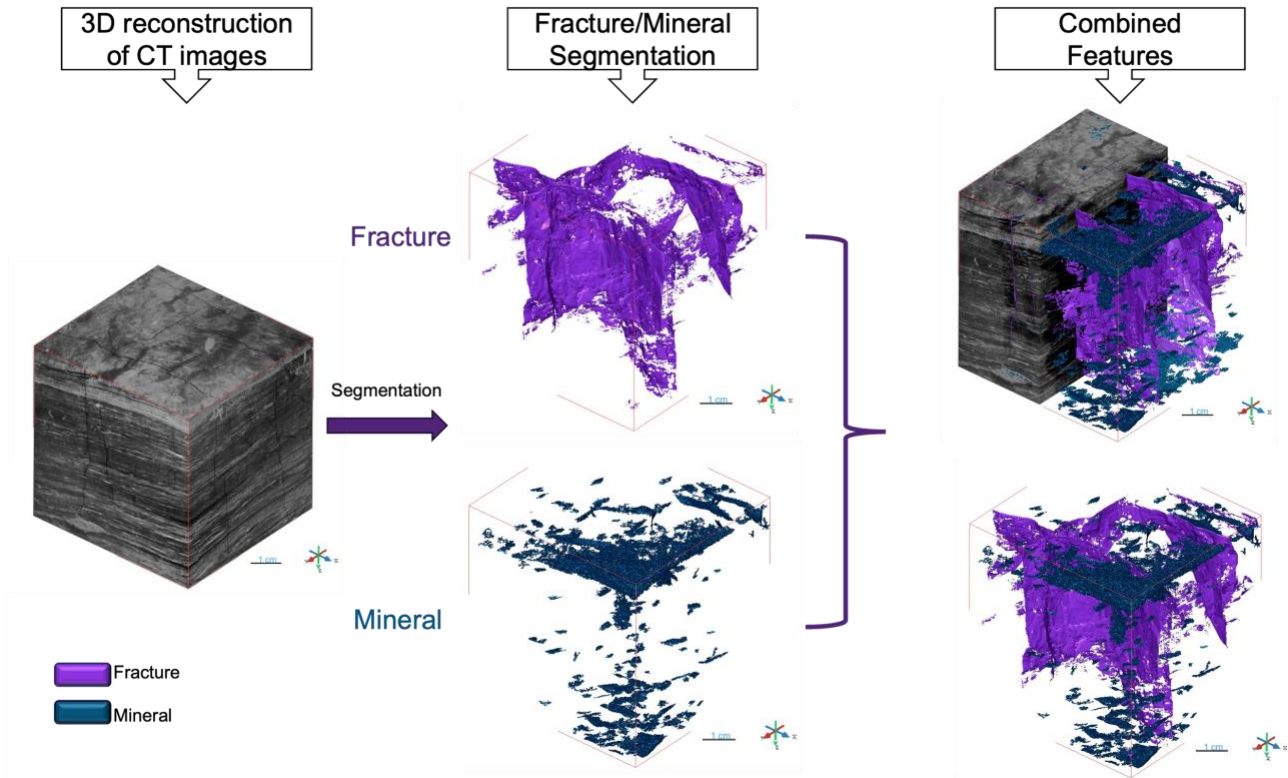 3D reconstruction
of CT images
Fracture/Mineral
Segmentation
Combined
Features
Fracture
Segmentation
1 cm
1 cm
1 cm
Mineral
Fracture
Mineral
1 cm
1 cm